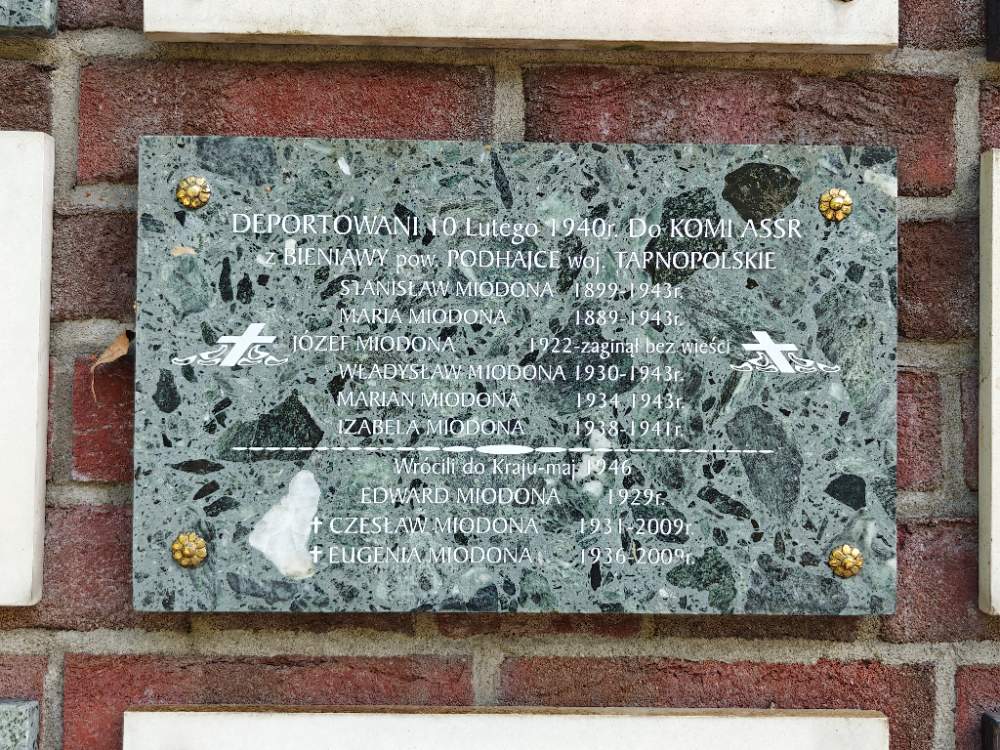 DEPORTOWANI 10 Lutego 1940r. Do KOMI ASSR
z BIENIAWY pow. PODHAJCE woj. TAPNOPOLSKIE
STANISŁAW MIODONA 1899-1943r.
MARIA MIODONA 1889-1943r.
JÓZEF MIODONA 1922-zaginął bez wieści
WŁADYSŁAW MIODONA 1930-1943r.
MARIAN MIODONA 1934-1943r.
IZABELA MIODONA 1938-1941r.
Wrócili do Kraju-maj 1946
EDWARD MIODONA 1929r.
✝ CZESŁAW MIODONA 1931-2009r
✝ EUGENIA MIODONA 1936-2009r.